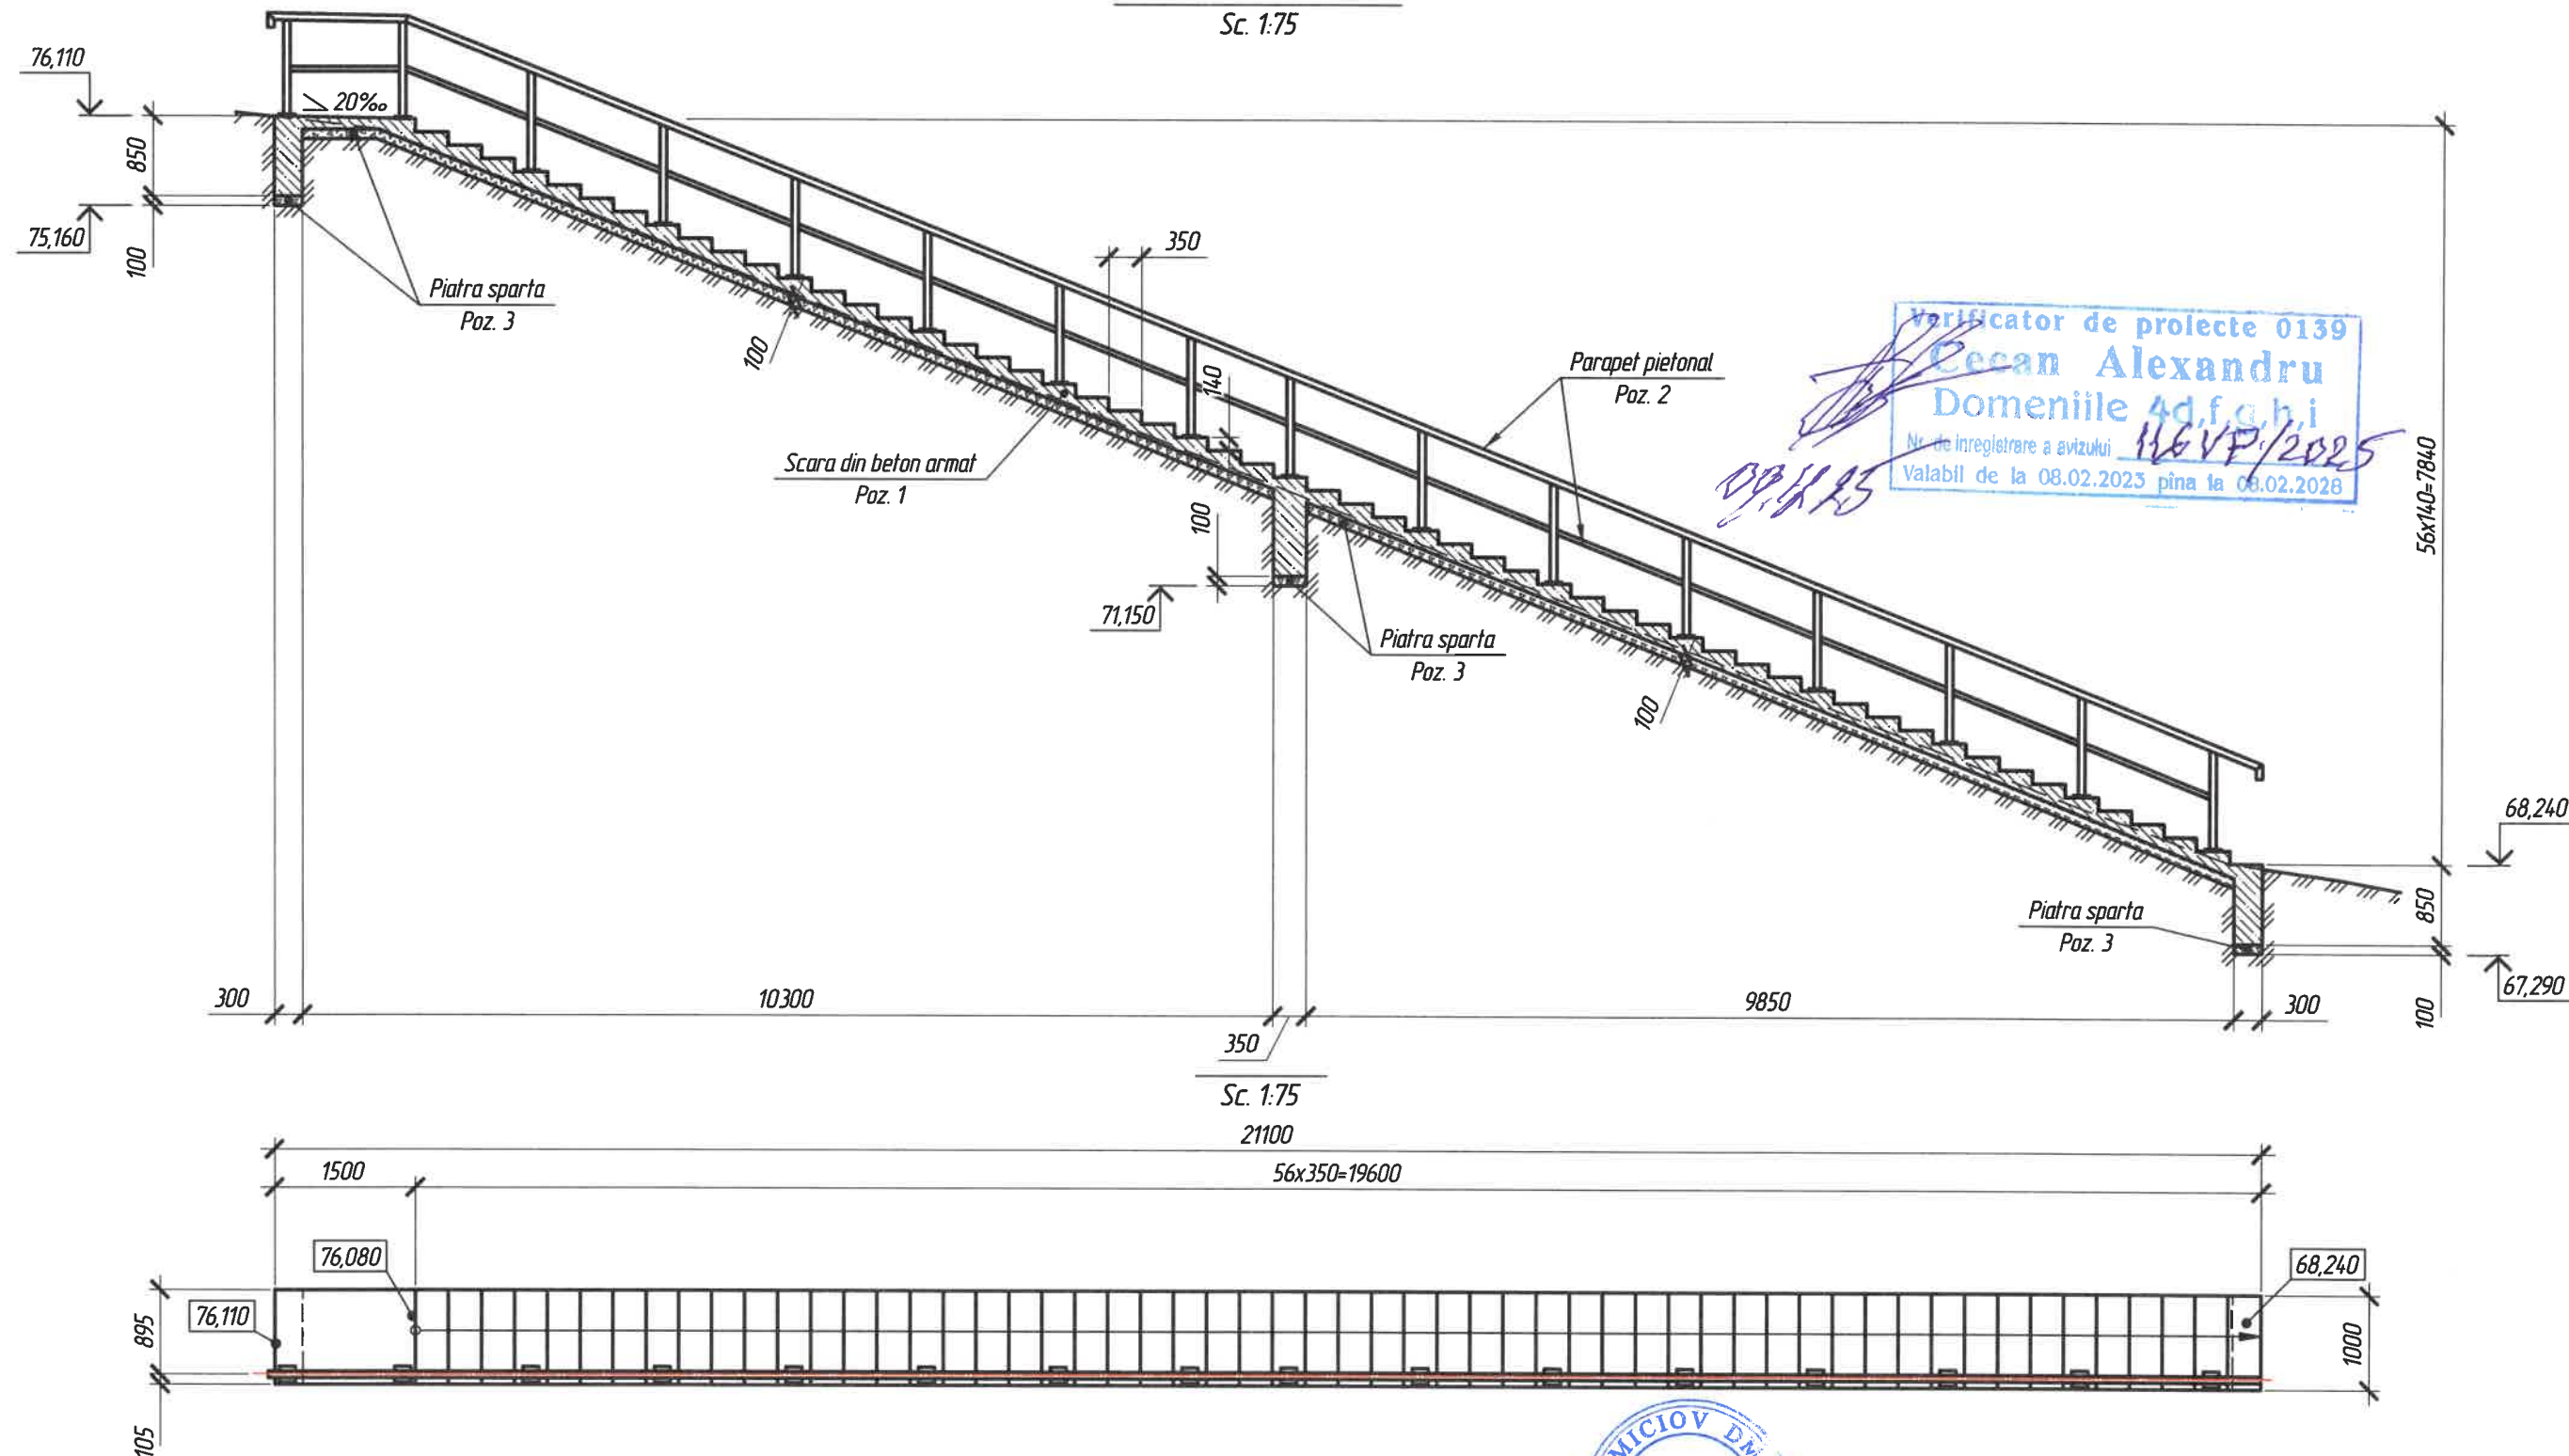 Sc. 1:75
76,110
20‰
850
75,160
100
Piatra sparta
Poz. 3
350
100
140
Parapet pietonal
Poz. 2
Verificator de proiecte 0139
Cecan Alexandru
Domeniile 4d,f,g,h,i
Nr. de inregistrare a avizului 116VP/2025
Valabil de la 08.02.2023 pîna la 08.02.2028
56x140=7840
Scara din beton armat
Poz. 1
100
71,150
Piatra sparta
Poz. 3
100
68,240
850
Piatra sparta
Poz. 3
67,290
100
300
10300
350
9850
300
Sc. 1:75
21100
1500
56x350=19600
76,080
68,240
76,110
895
1000
105